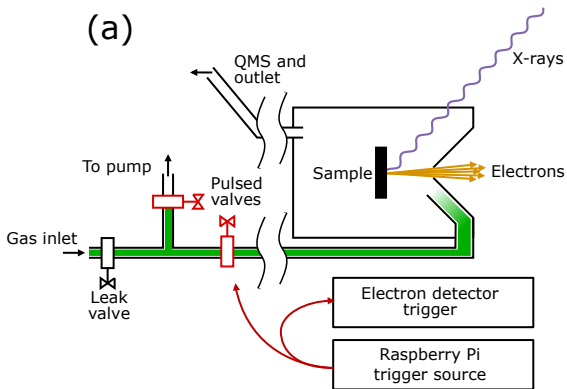 (a)
QMS and
outlet
X-rays
Sample
Electrons
To pump
Pulsed
valves
Gas inlet
Leak
valve
Electron detector
trigger
Raspberry Pi
trigger source